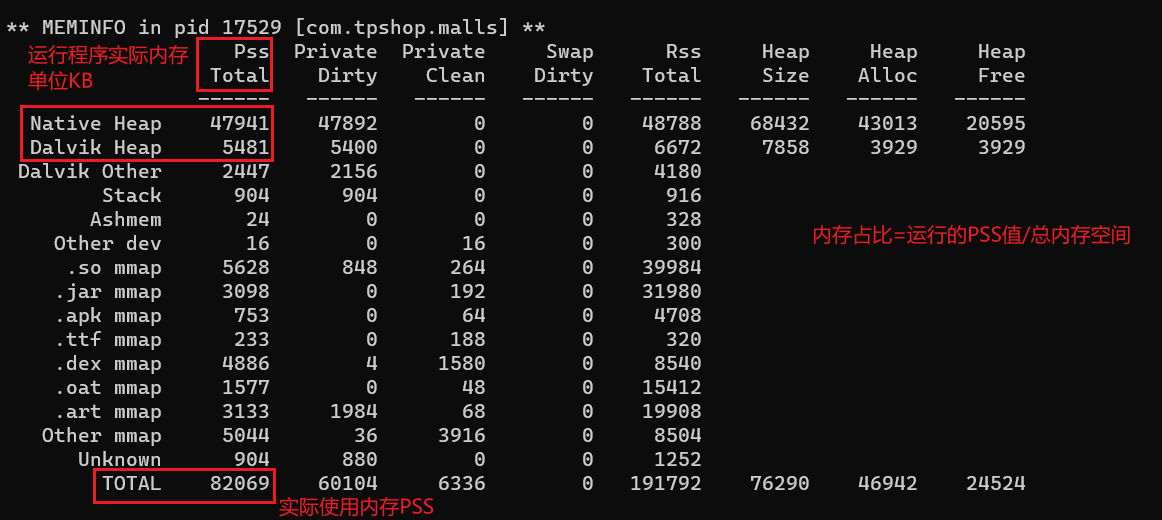 ** MEMINFO in pid 17529 [com.tpshop.malls] **
运行程序实际内存
单位KB
Pss Private Private Swap Rss Heap Heap Heap
Total Dirty Clean Dirty Total Size Alloc Free
------ ------ ------ ------ ------ ------ ------ ------
Native Heap 47941 47892 0 0 48788 68432 43013 20595
Dalvik Heap 5481 5400 0 0 6672 7858 3929 3929
Dalvik Other 2447 2156 0 0 4180
Stack 904 904 0 0 916
Ashmem 24 0 0 0 328
Other dev 16 0 16 0 300
内存占比=运行的PSS值/总内存空间
.so mmap 5628 848 264 0 39984
.jar mmap 3098 0 192 0 31980
.apk mmap 753 0 64 0 4708
.ttf mmap 233 0 188 0 320
.dex mmap 4886 4 1580 0 8540
.oat mmap 1577 0 48 0 15412
.art mmap 3133 1984 68 0 19908
Other mmap 5044 36 3916 0 8504
Unknown 904 880 0 0 1252
TOTAL 82069 60104 6336 0 191792 76290 46942 24524
实际使用内存PSS